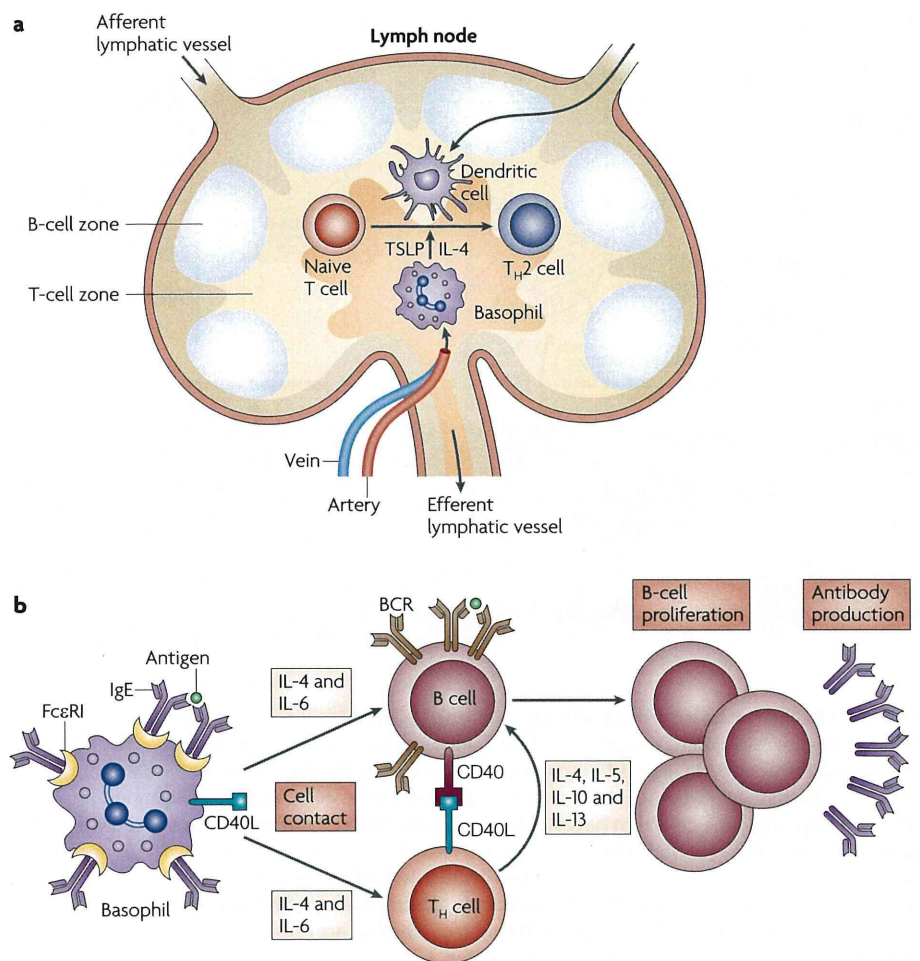 a
Afferent
lymphatic vessel
Lymph node
Dendritic
cell
B-cell zone
Naive
T cell
TSLP
IL-4
TH2 cell
T-cell zone
Basophil
Vein
Artery
Efferent
lymphatic vessel
b
BCR
B-cell
proliferation
Antibody
production
Antigen
IgE
FcεRI
IL-4 and
IL-6
B cell
CD40L
Cell
contact
CD40
CD40L
IL-4, IL-5,
IL-10 and
IL-13
Basophil
IL-4 and
IL-6
TH cell